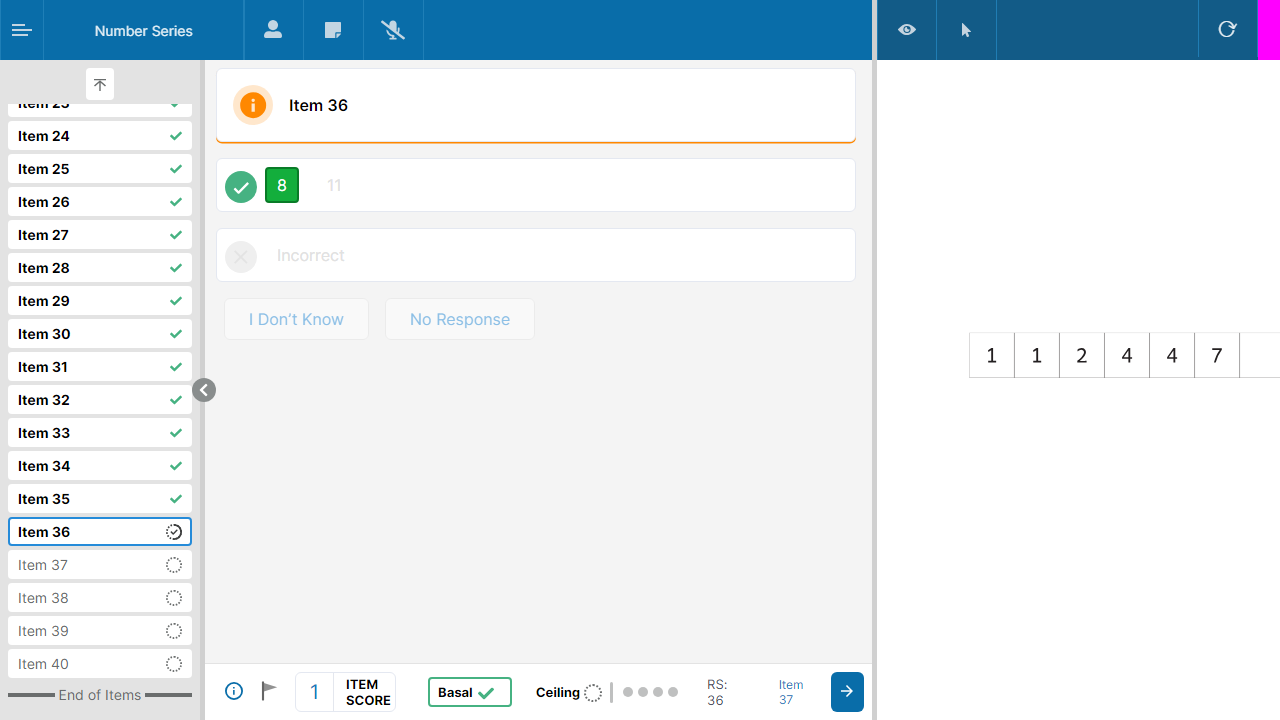 Number Series
Item 23
Item 24
Item 25
Item 26
Item 27
Item 28
Item 29
Item 30
Item 31
Item 32
Item 33
Item 34
Item 35
Item 36
Item 37
Item 38
Item 39
Item 40
End of Items
Item 36
8 11
Incorrect
I Don't Know No Response
1 ITEM SCORE
Basal
Ceiling
RS: 36
Item 37
1 1 2 4 4 7